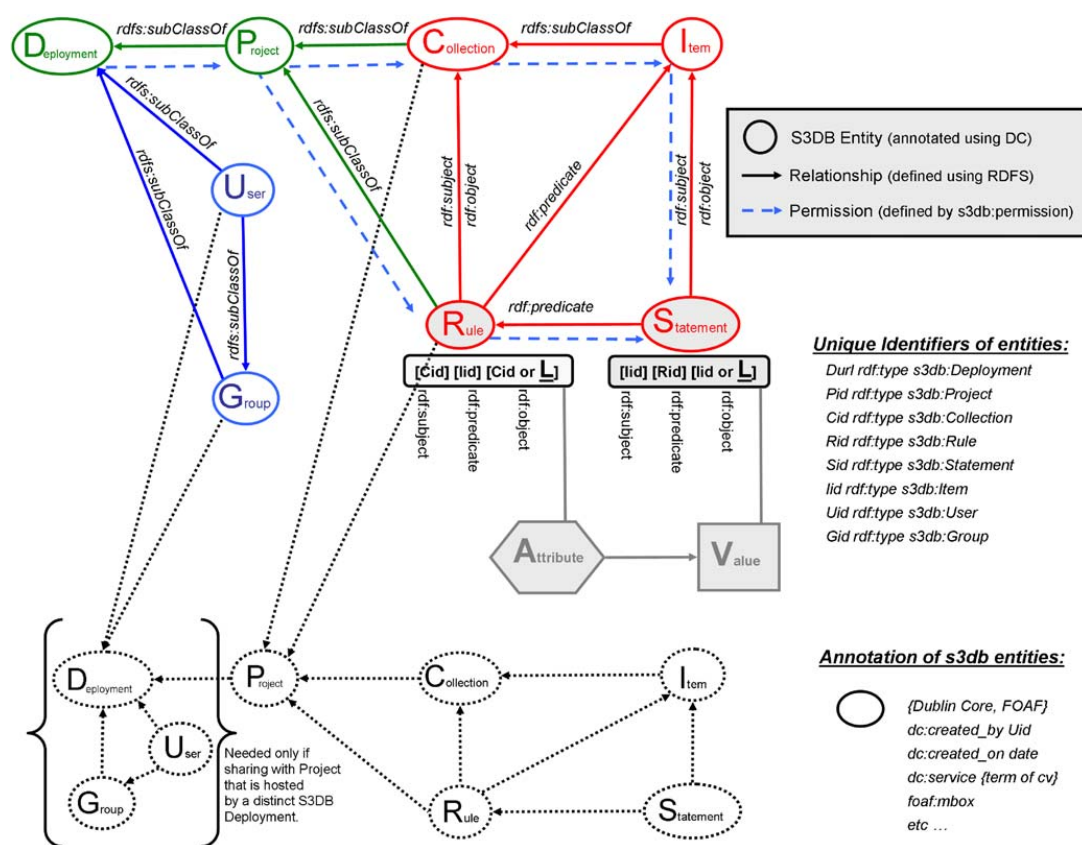 rdfs:subClassOf
rdfs:subClassOf
rdfs:subClassOf
Deployment
Project
Collection
Item
rdfs:subClassOf
rdfs:subClassOf
rdfs:subClassOf
User
rdfs:subClassOf
Group
rdfs:subClassOf
rdf:subject
rdf:object
rdf:predicate
rdf:subject
rdf:object
rdf:predicate
Rule
Statement
S3DB Entity (annotated using DC)
Relationship (defined using RDFS)
Permission (defined by s3db:permission)
[Cid] [Iid] [Cid or L]
[Iid] [Rid] [Iid or L]
rdf:subject
rdf:predicate
rdf:object
rdf:subject
rdf:predicate
rdf:object
Attribute
Value
Unique Identifiers of entities:
Durl rdf:type s3db:Deployment
Pid rdf:type s3db:Project
Cid rdf:type s3db:Collection
Rid rdf:type s3db:Rule
Sid rdf:type s3db:Statement
Iid rdf:type s3db:Item
Uid rdf:type s3db:User
Gid rdf:type s3db:Group
Deployment
Project
Collection
Item
User
Group
Needed only if
sharing with Project
that is hosted
by a distinct S3DB
Deployment.
Rule
Statement
Annotation of s3db entities:
{Dublin Core, FOAF}
dc:created_by Uid
dc:created_on date
dc:service {term of cv}
foaf:mbox
etc …